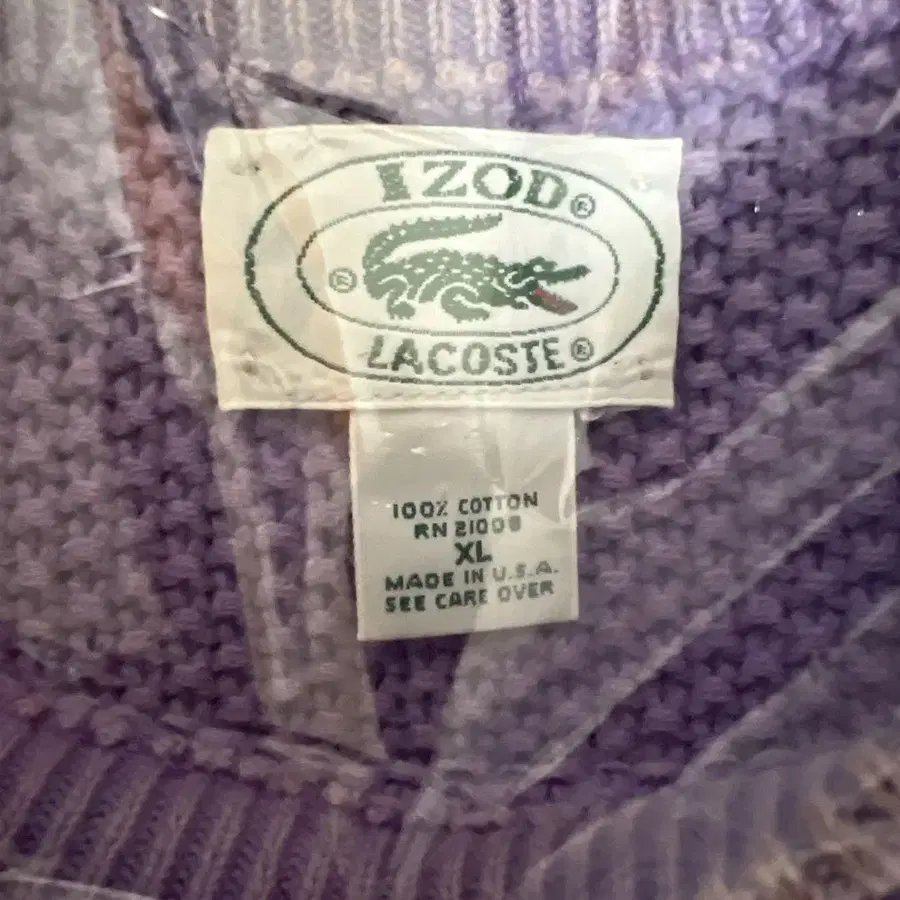 IZOD®
®
LACOSTE®
100% COTTON
RN 21008
XL
MADE IN U.S.A.
SEE CARE OVER